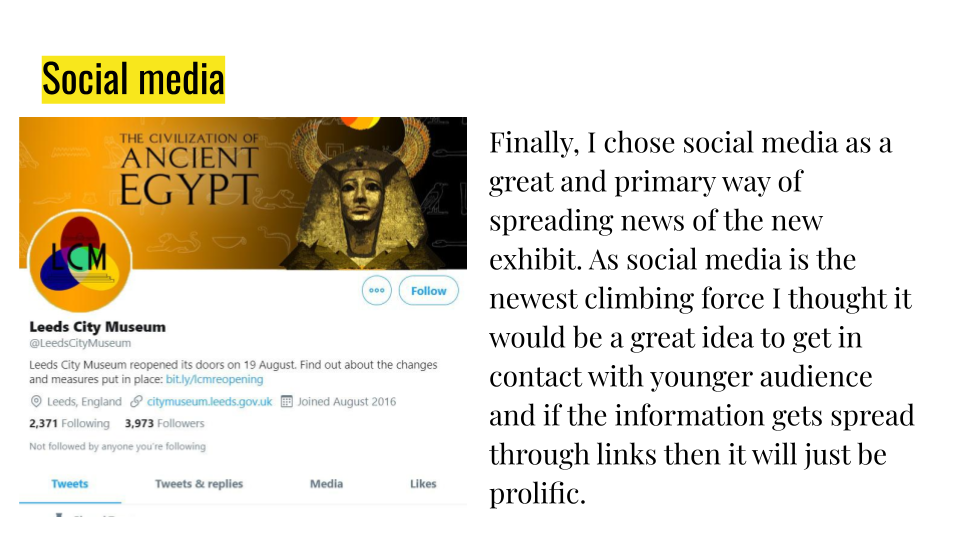 Social media
THE CIVILIZATION OF
ANCIENT
EGYPT
LCM
Follow
Leeds City Museum
@LeedsCityMuseum
Leeds City Museum reopened its doors on 19 August. Find out about the changes
and measures put in place: bit.ly/lcmreopening
Leeds, England citymuseum.leeds.gov.uk Joined August 2016
2,371 Following 3,973 Followers
Not followed by anyone you're following
Tweets Tweets & replies Media Likes
Finally, I chose social media as a
great and primary way of
spreading news of the new
exhibit. As social media is the
newest climbing force I thought it
would be a great idea to get in
contact with younger audience
and if the information gets spread
through links then it will just be
prolific.